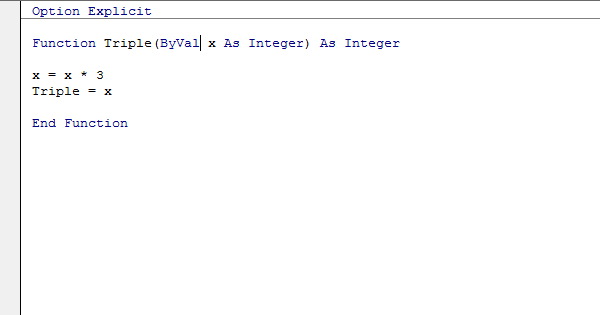 Option Explicit
Function Triple(ByVal x As Integer) As Integer
x = x * 3
Triple = x
End Function